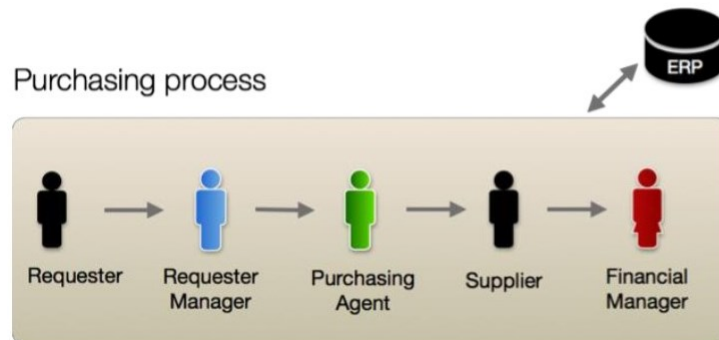 ERP
Purchasing process
Requester
Requester
Manager
Purchasing
Agent
Supplier
Financial
Manager